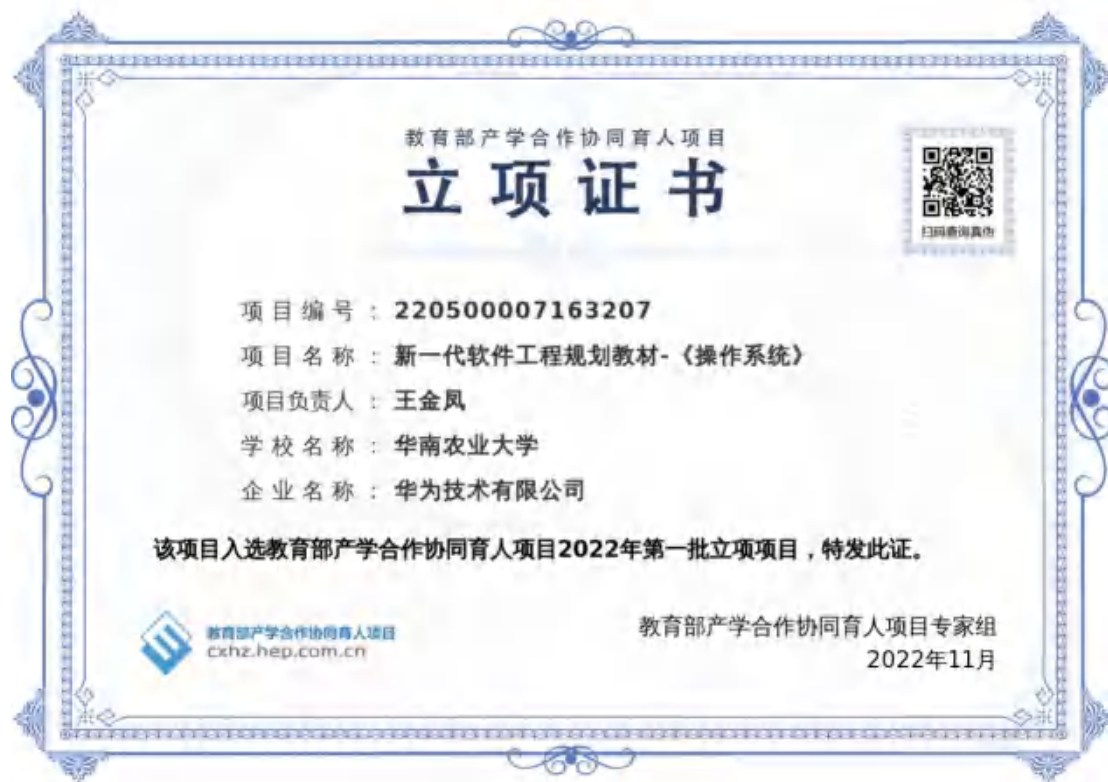 教育部产学合作协同育人项目
立项证书
扫码查询真伪
项目编号：220500007163207
项目名称：新一代软件工程规划教材-《操作系统》
项目负责人：王金凤
学校名称：华南农业大学
企业名称：华为技术有限公司
该项目入选教育部产学合作协同育人项目2022年第一批立项项目，特发此证。
教育部产学合作协同育人项目
cxhz.hep.com.cn
教育部产学合作协同育人项目专家组
2022年11月